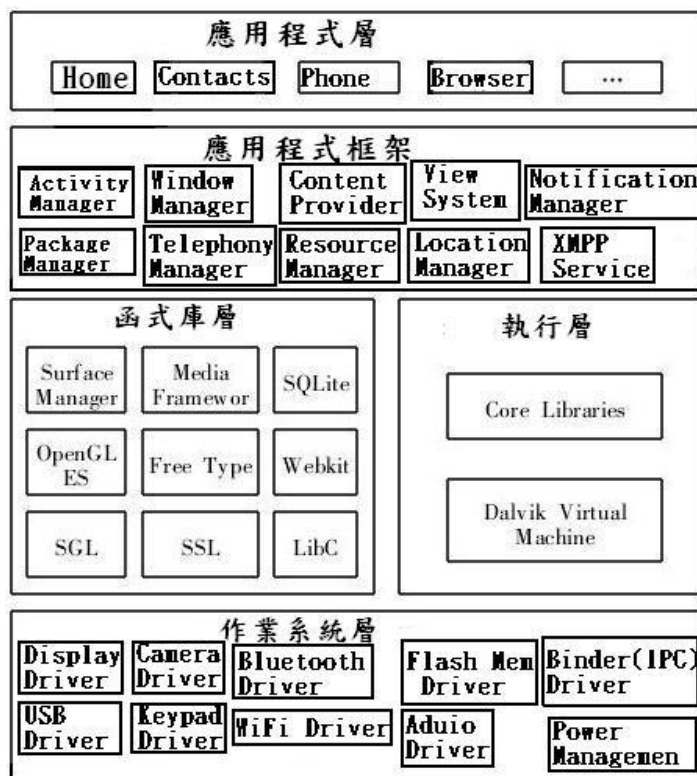 應用程式層
Home Contacts Phone Browser ...
應用程式框架
Activity Manager
Window Manager
Content Provider
View System
Notification Manager
Package Manager
Telephony Manager
Resource Manager
Location Manager
XMPP Service
函式庫層
Surface Manager
Media Framewor
SQLite
OpenGL ES
Free Type
Webkit
SGL
SSL
LibC
執行層
Core Libraries
Dalvik Virtual Machine
作業系統層
Display Driver
Camera Driver
Bluetooth Driver
Flash Mem Driver
Binder(IPC) Driver
USB Driver
Keypad Driver
WiFi Driver
Aduio Driver
Power Managemen